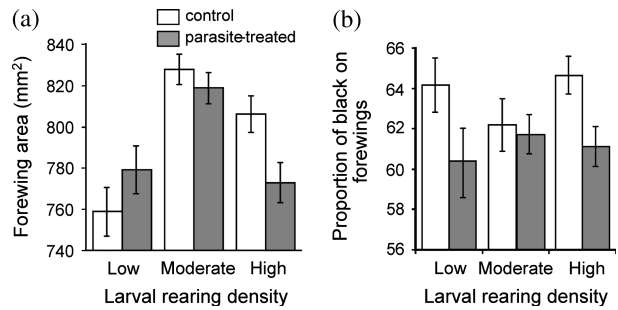 (a)
control
parasite-treated
Forewing area (mm²)
840
820
800
780
760
740
Low Moderate High
Larval rearing density
(b)
Proportion of black on
forewings
66
64
62
60
58
56
Low Moderate High
Larval rearing density